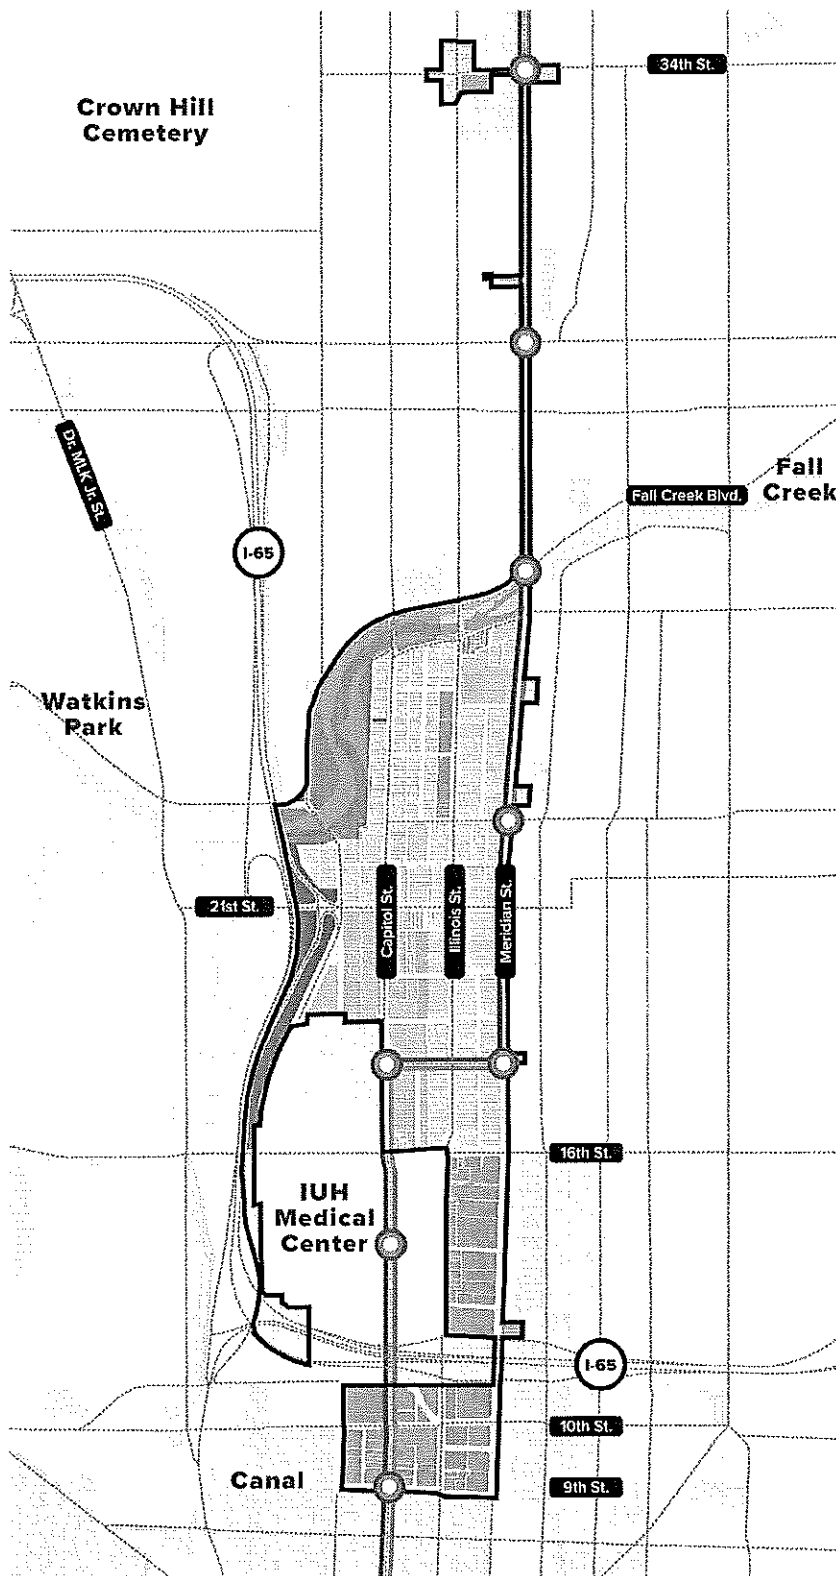 34th St.
Crown Hill
Cemetery
Dr. MLK Jr. St.
Fall
Creek
Fall Creek Blvd.
I-65
Watkins
Park
21st St.
Capitol St.
Illinois St.
Meridian St.
16th St.
IUH
Medical
Center
I-65
10th St.
Canal
9th St.